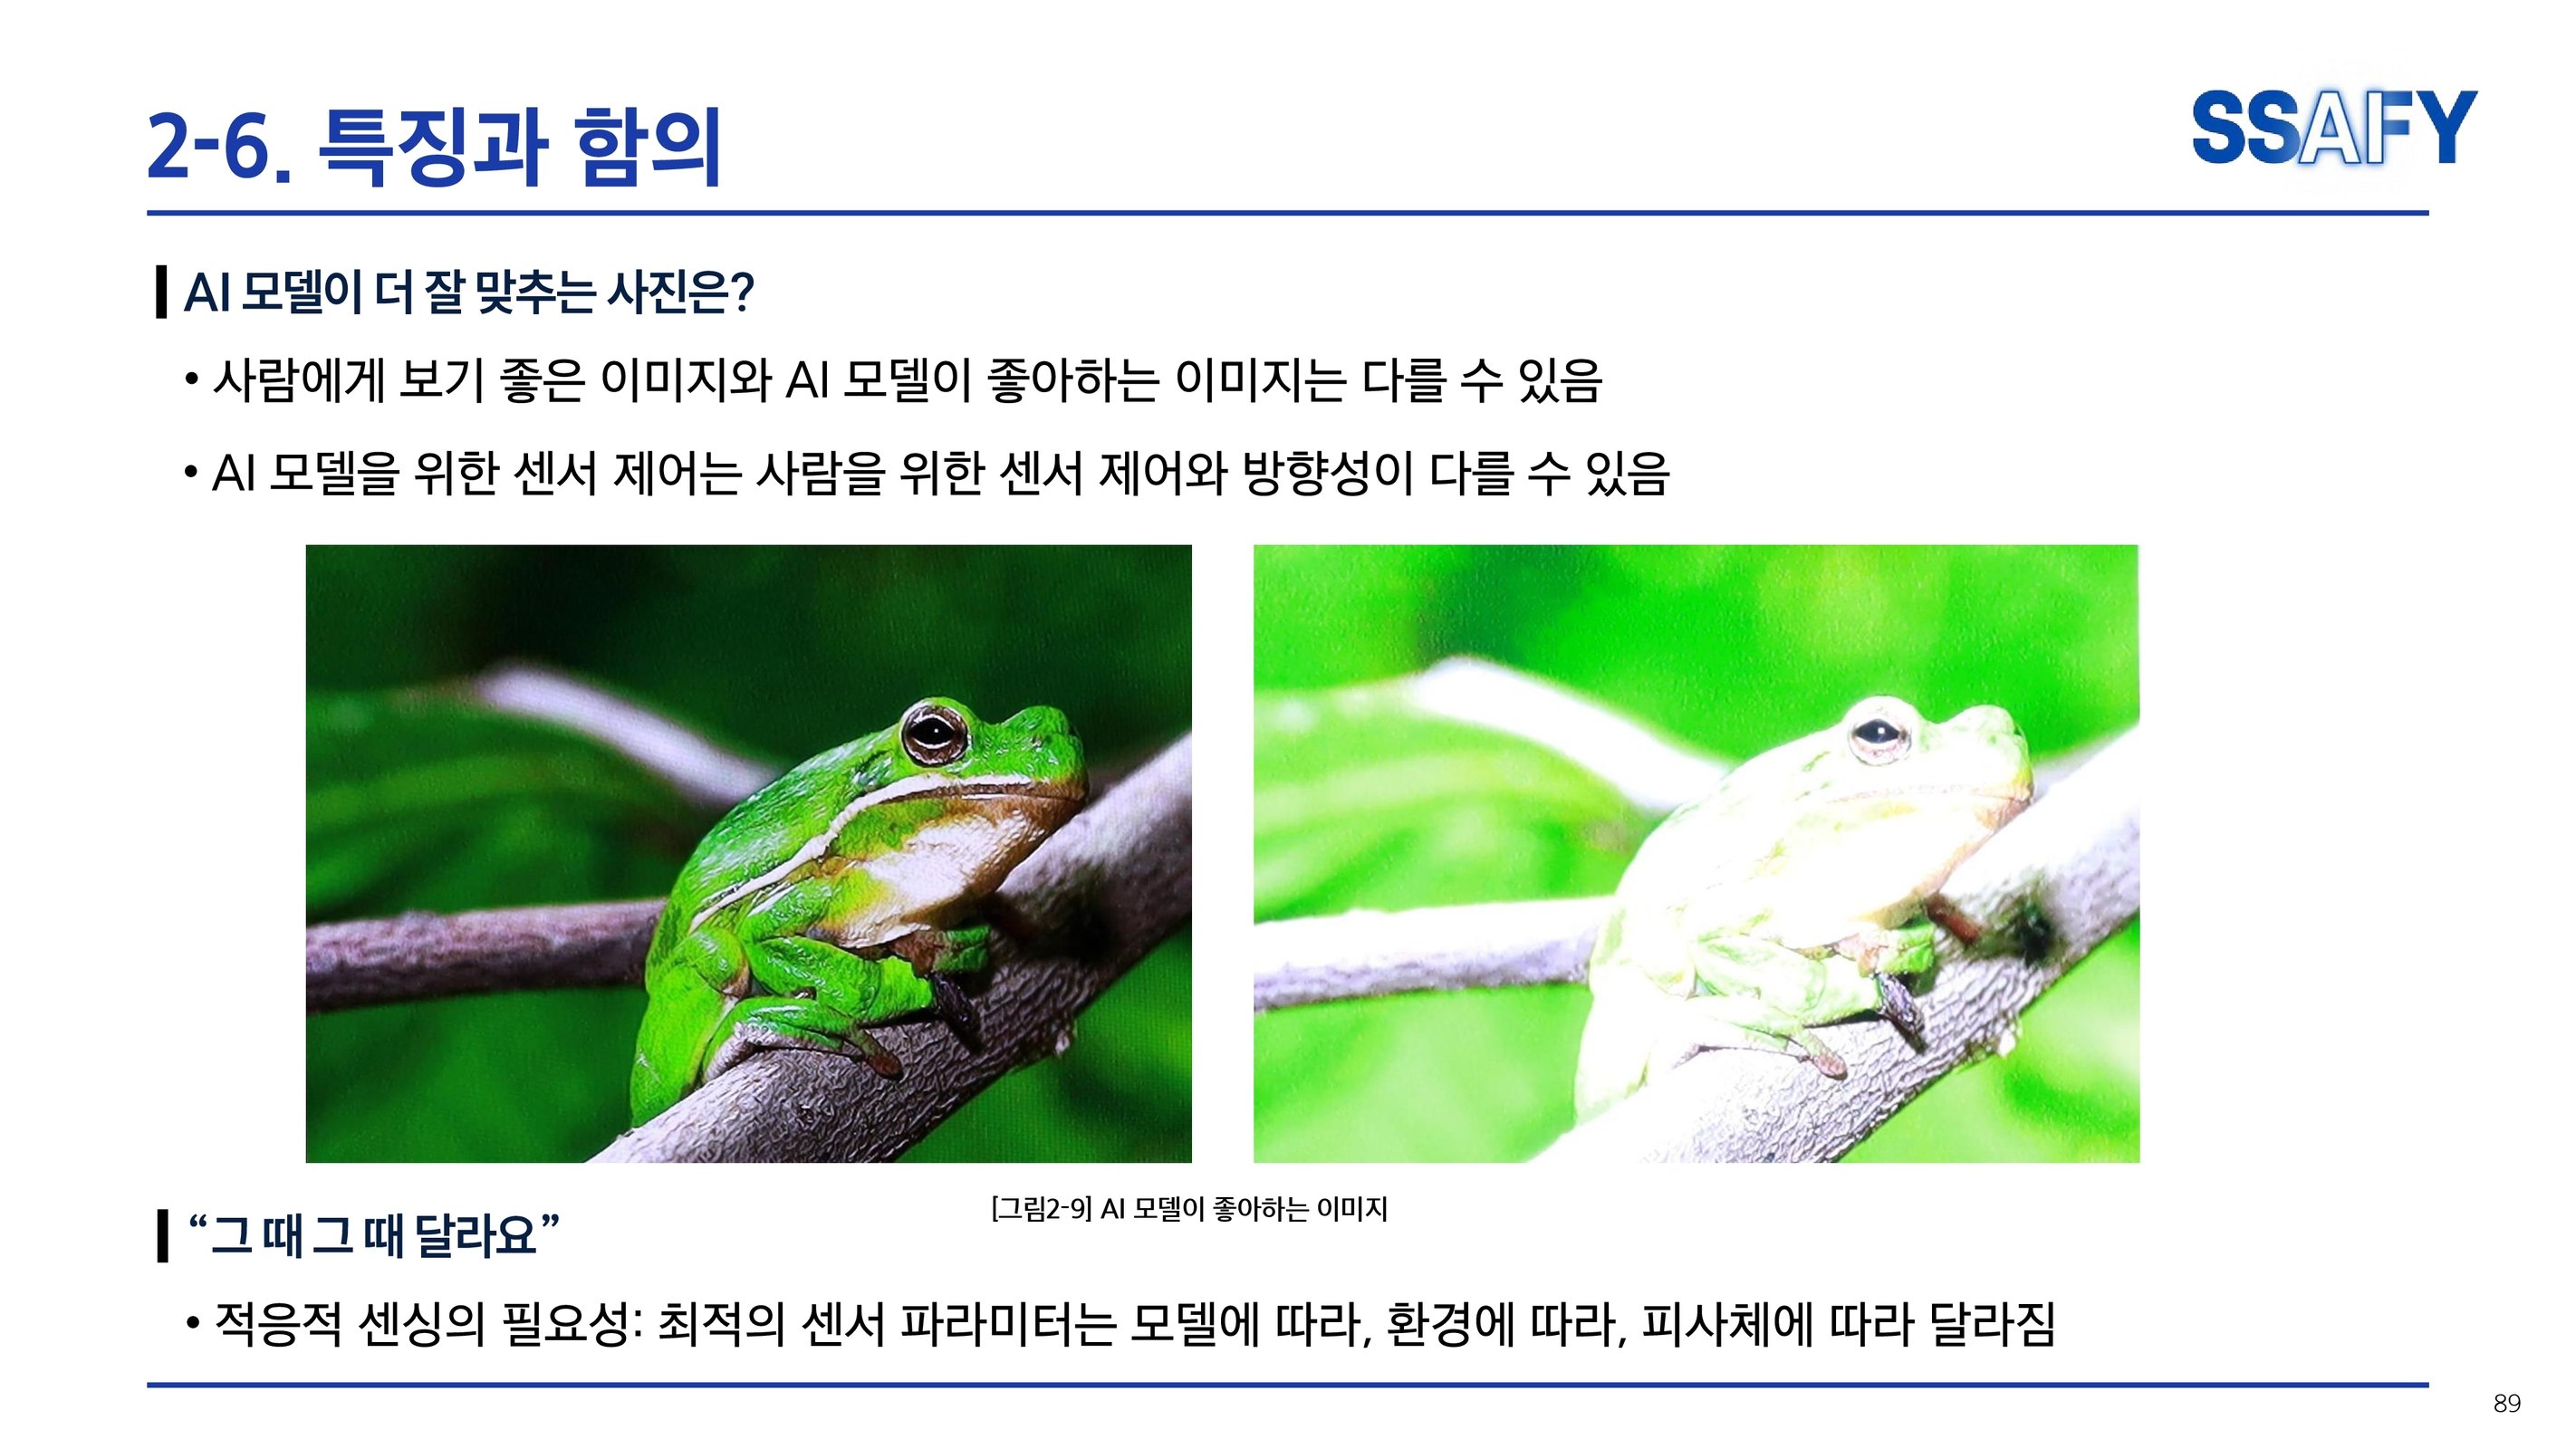 2-6. 특징과 함의
SSAFY
AI 모델이 더 잘 맞추는 사진은?
• 사람에게 보기 좋은 이미지와 AI 모델이 좋아하는 이미지는 다를 수 있음
• AI 모델을 위한 센서 제어는 사람을 위한 센서 제어와 방향성이 다를 수 있음
[그림2-9] AI 모델이 좋아하는 이미지
“그 때 그 때 달라요”
• 적응적 센싱의 필요성: 최적의 센서 파라미터는 모델에 따라, 환경에 따라, 피사체에 따라 달라짐
89